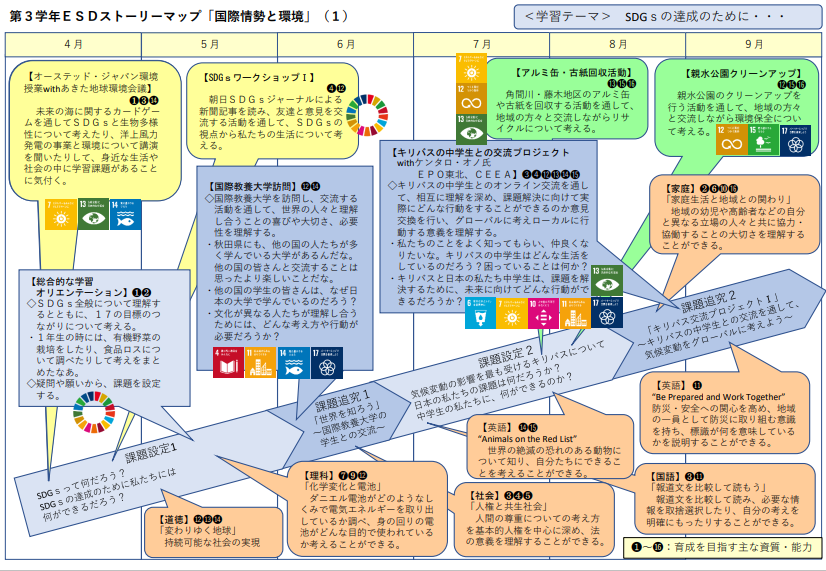 第３学年ＥＳＤストーリーマップ「国際情勢と環境」（１）
＜学習テーマ＞　SDGｓの達成のために・・・
４月
５月
６月
７月
８月
９月
【オーステッド・ジャパン環境
授業withあきた地球環境会議】
❶❸⓮
未来の海に関するカードゲー
ムを通してＳＤＧｓと生物多様
性について考えたり、洋上風力
発電の事業と環境について講演
を聞いたりして、身近な生活や
社会の中に学習課題があること
に気付く。
【SDGｓワークショップⅠ】
❹⓬
朝日ＳＤＧｓジャーナルによる
新聞記事を読み、友達と意見を交
流する活動を通して、ＳＤＧｓの
視点から私たちの生活について考
える。
【アルミ缶・古紙回収活動】
⓭⓯⓰
角間川・藤木地区のアルミ缶
や古紙を回収する活動を通して、
地域の方々と交流しながらリサ
イクルについて考える。
【親水公園クリーンアップ】
⓬⓯⓰
親水公園のクリーンアップを
行う活動を通して、地域の方々
と交流しながら環境保全につい
て考える。
【国際教養大学訪問】⓬⓮
◇国際教養大学を訪問し、交流する
活動を通して、世界の人々と理解
し合うことの喜びや大切さ、必要
性を理解する。
・秋田県にも、他の国の人たちが多
く学んでいる大学があるんだな。
他の国の皆さんと交流することは
思ったより楽しいことだな。
・他の国の学生の皆さんは、なぜ日
本の大学で学んでいるのだろう？
・文化が異なる人たちが理解し合う
ためには、どんな考え方や行動が
必要だろうか？
【キリバスの中学生との交流プロジェクト
withケンタロ・オノ氏
ＥＰＯ東北、ＣＥＥＡ】❸❹⓬⓭⓮⓯
◇キリバスの中学生とのオンライン交流を通し
て、相互に理解を深め、課題解決に向けて実
際にどんな行動をすることができるのか意見
交換を行い、グローバルに考えローカルに行
動する意義を理解する。
・私たちのことをよく知ってもらい、仲良くな
りたいな。キリバスの中学生はどんな生活を
しているのだろう？困っていることは何か？
・キリバスと日本の私たち中学生は、課題を解
決するために、未来に向けてどんな行動がで
きるだろうか？
【家庭】❷❻❿⓰
「家庭生活と地域との関わり」
地域の幼児や高齢者などの自分
と異なる立場の人々と共に協力・
協働することの大切さを理解する
ことができる。
【総合的な学習
オリエンテーション】❶❷
◇ＳＤＧｓ全般について理解す
るとともに、１７の目標のつ
ながりについて考える。
・１年生の時には、有機野菜の
栽培をしたり、食品ロスにつ
いて調べたりして考えをまと
めたなあ。
◇疑問や願いから、課題を設定
する。
課題設定１
SDGｓって何だろう？
SDGｓの達成のために私たちには
何ができるだろう？
課題追究１
「世界を知ろう」
～国際教養大学の
学生との交流～
課題設定２
気候変動の影響を最も受けるキリバスについて
日本の私たちの課題は何だろうか？
中学生の私たちに、何ができるのか？
課題追究２
「キリバス交流プロジェクトⅠ」
～キリバスの中学生との交流を通して、
気候変動をグローバルに考えよう～
【英語】⓫
“Be Prepared and Work Together”
防災・安全への関心を高め、地域
の一員として防災に取り組む意識
を持ち、標識が何を意味しているか
を説明することができる。
【英語】⓮⓯
“Animals on the Red List”
世界の絶滅の恐れのある動物に
ついて知り、自分たちにできるこ
とを考えることができる。
【国語】❸⓫
「報道文を比較して読もう」
報道文を比較して読み、必要な情
報を取捨選択したり、自分の考えを
明確にもったりすることができる。
【理科】❼❾⓬
「化学変化と電池」
ダニエル電池がどのようなし
くみで電気エネルギーを取り出
しているか調べ、身の回りの電
池がどんな目的で使われている
か考えることができる。
【社会】❸❹❺
「人権と共生社会」
人間の尊重についての考え方
を基本的人権を中心に深め、法
の意義を理解することができる。
【道徳】⓬⓭⓮
「変わりゆく地球」
持続可能な社会の実現
❶～⓰：育成を目指す主な資質・能力